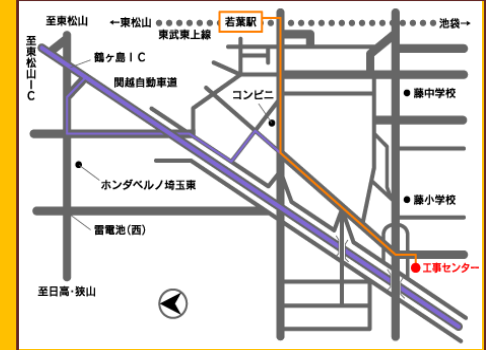 至東松山
←東松山
若葉駅
池袋→
東武東上線
至東松山IC
鶴ヶ島IC
関越自動車道
コンビニ
藤中学校
ホンダベルノ埼玉東
藤小学校
雷電池(西)
工事センター
至日高・狭山